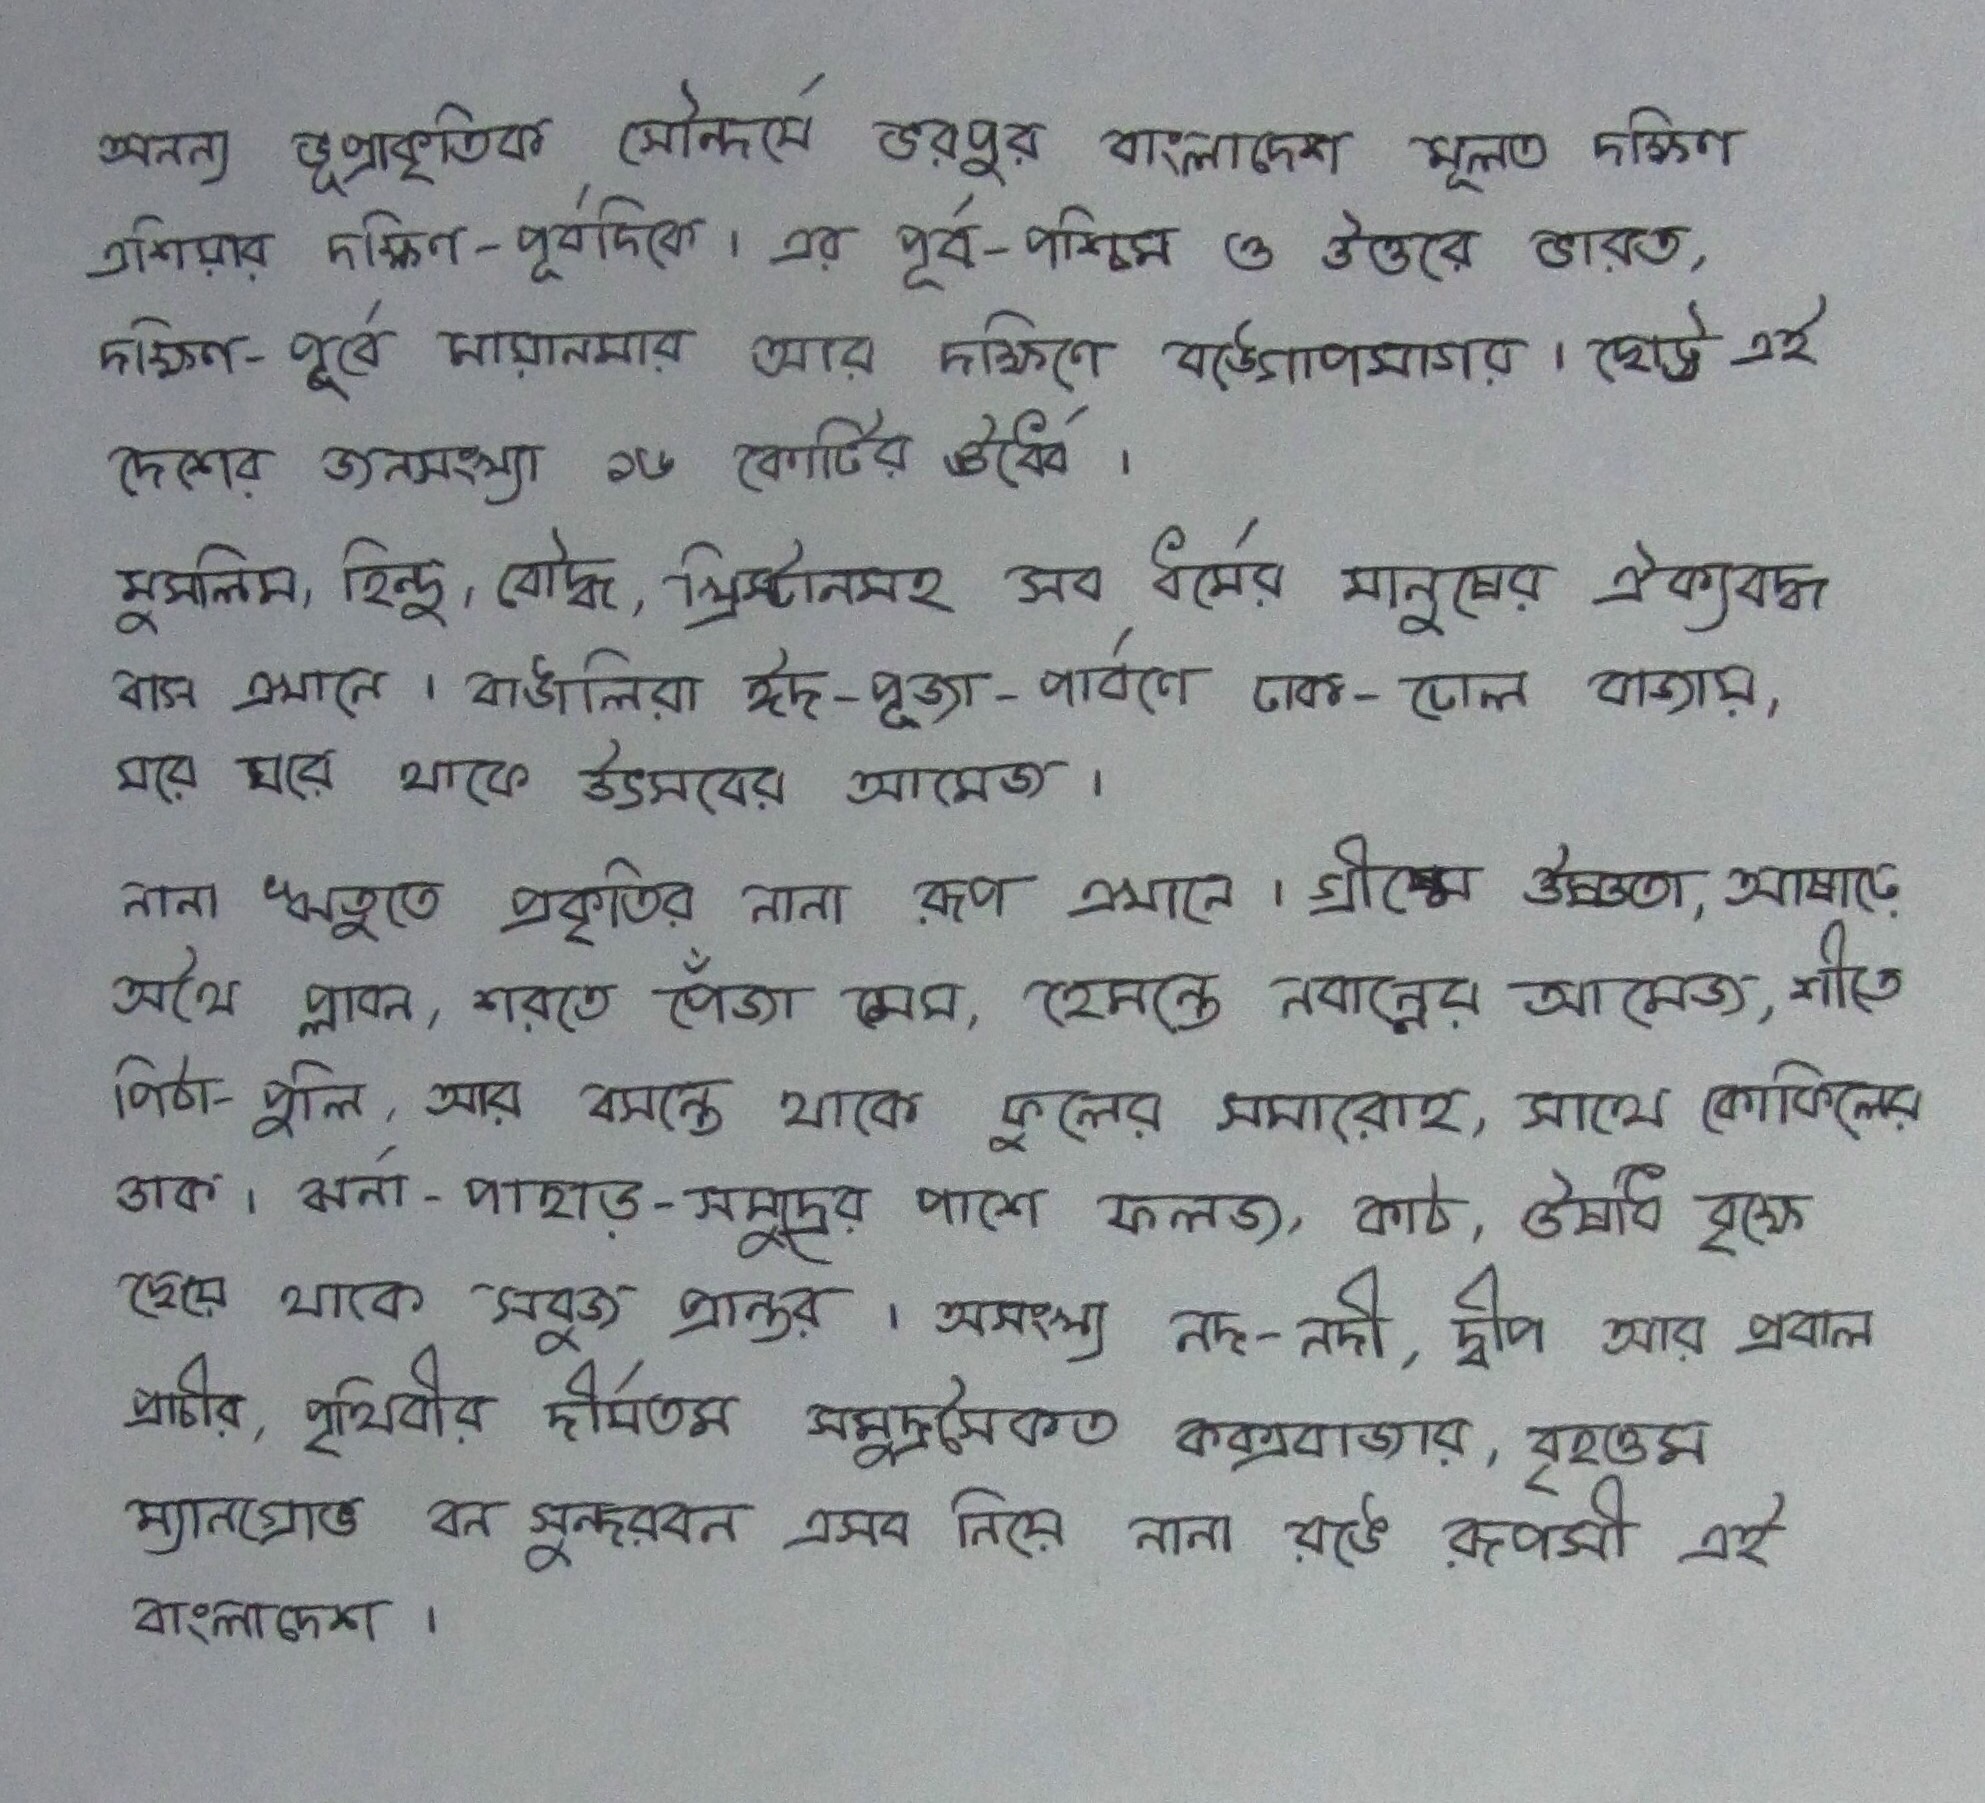 অনন্য ভূপ্রাকৃতিক সৌন্দর্যে ভরপুর বাংলাদেশ মূলত দক্ষিণ
এশিয়ার দক্ষিণ-পূর্বদিকে। এর পূর্ব-পশ্চিম ও উত্তরে ভারত,
দক্ষিণ-পূর্বে মায়ানমার আর দক্ষিণে বঙ্গোপসাগর। ছোট্ট এই
দেশের জনসংখ্যা ১৬ কোটির ঊর্ধ্বে।
মুসলিম, হিন্দু, বৌদ্ধ, খ্রিস্টানসহ সব ধর্মের মানুষের ঐক্যবদ্ধ
বাস এখানে। বাঙালিরা ঈদ-পূজা-পার্বণে ঢাক-ঢোল বাজায়,
ঘরে ঘরে থাকে উৎসবের আমেজ।
নানা ঋতুতে প্রকৃতির নানা রূপ এখানে। গ্রীষ্মে উষ্ণতা, আষাঢ়ে
অথৈ প্লাবন, শরতে পেঁজা মেঘ, হেমন্তে নবান্নের আমেজ, শীতে
পিঠা-পুলি, আর বসন্তে থাকে ফুলের সমারোহ, সাথে কোকিলের
ডাক। ঝর্না-পাহাড়-সমুদ্রের পাশে ফলজ, কাঠ, ঔষধি বৃক্ষে
ছেয়ে থাকে সবুজ প্রান্তর। অসংখ্য নদ-নদী, দ্বীপ আর প্রবাল
প্রাচীর, পৃথিবীর দীর্ঘতম সমুদ্রসৈকত কক্সবাজার, বৃহত্তম
ম্যানগ্রোভ বন সুন্দরবন এসব নিয়ে নানা রঙে রূপসী এই
বাংলাদেশ।